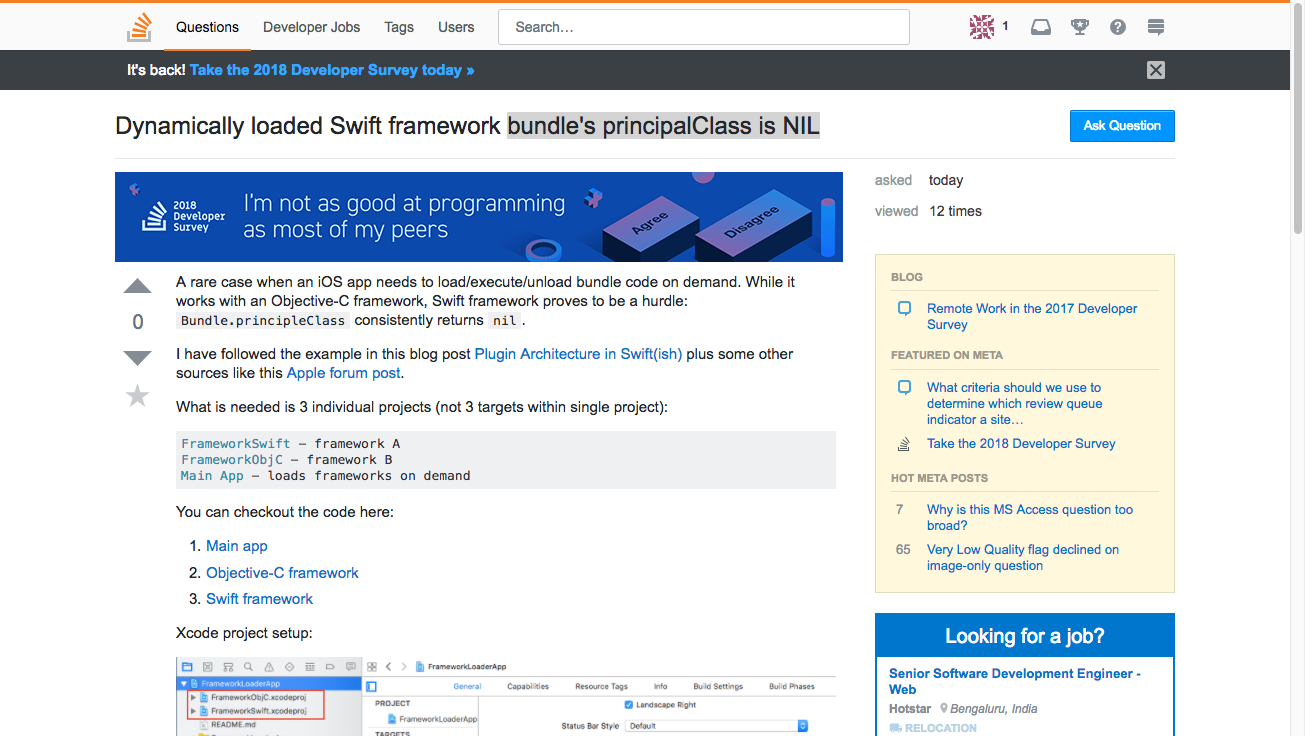 Questions Developer Jobs Tags Users Search... 1
It's back! Take the 2018 Developer Survey today »
Dynamically loaded Swift framework bundle's principalClass is NIL
Ask Question
2018 Developer Survey
I'm not as good at programming
as most of my peers
Agree
Disagree
asked today
viewed 12 times
0
A rare case when an iOS app needs to load/execute/unload bundle code on demand. While it
works with an Objective-C framework, Swift framework proves to be a hurdle:
Bundle.principleClass consistently returns nil.
I have followed the example in this blog post Plugin Architecture in Swift(ish) plus some other
sources like this Apple forum post.
What is needed is 3 individual projects (not 3 targets within single project):
FrameworkSwift – framework A
FrameworkObjC – framework B
Main App – loads frameworks on demand
You can checkout the code here:
1. Main app
2. Objective-C framework
3. Swift framework
Xcode project setup:
FrameworkLoaderApp
FrameworkLoaderApp
FrameworkObjC.xcodeproj
FrameworkSwift.xcodeproj
README.md
General Capabilities Resource Tags Info Build Settings Build Phases
PROJECT
FrameworkLoaderApp
TARGETS
Landscape Right
Status Bar Style Default
BLOG
Remote Work in the 2017 Developer
Survey
FEATURED ON META
What criteria should we use to
determine which review queue
indicator a site…
Take the 2018 Developer Survey
HOT META POSTS
7 Why is this MS Access question too
broad?
65 Very Low Quality flag declined on
image-only question
Looking for a job?
Senior Software Development Engineer -
Web
Hotstar Bengaluru, India
RELOCATION